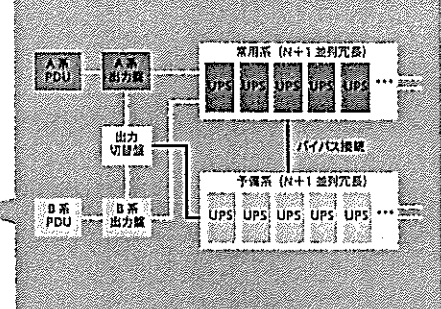 常用系 (N+1 並列冗長)
A系
PDU
A系
出力盤
UPS UPS UPS UPS UPS …
出力
切替盤
バイパス接続
予備系 (N+1 並列冗長)
B系
PDU
B系
出力盤
UPS UPS UPS UPS UPS …